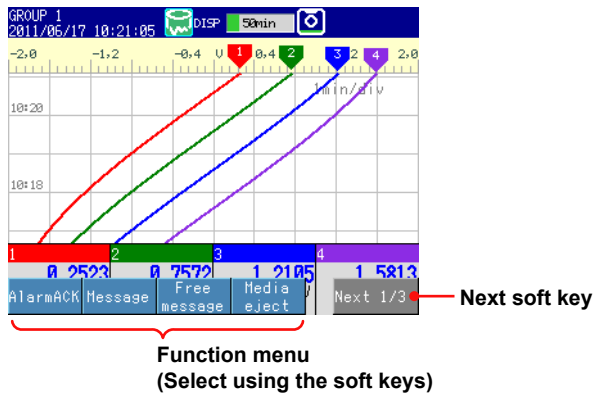 GROUP 1
2011/06/17 10:21:05 DISP 50min
-2,0 -1,2 -0,4 U 1 0,4 2 3 2 4 2,0
1min/div
10:20
10:18
1 2 3 4
0.2523 0.7572 1.2105 1.5813
AlarmACK Message Free message Media eject Next 1/3
Next soft key
Function menu
(Select using the soft keys)